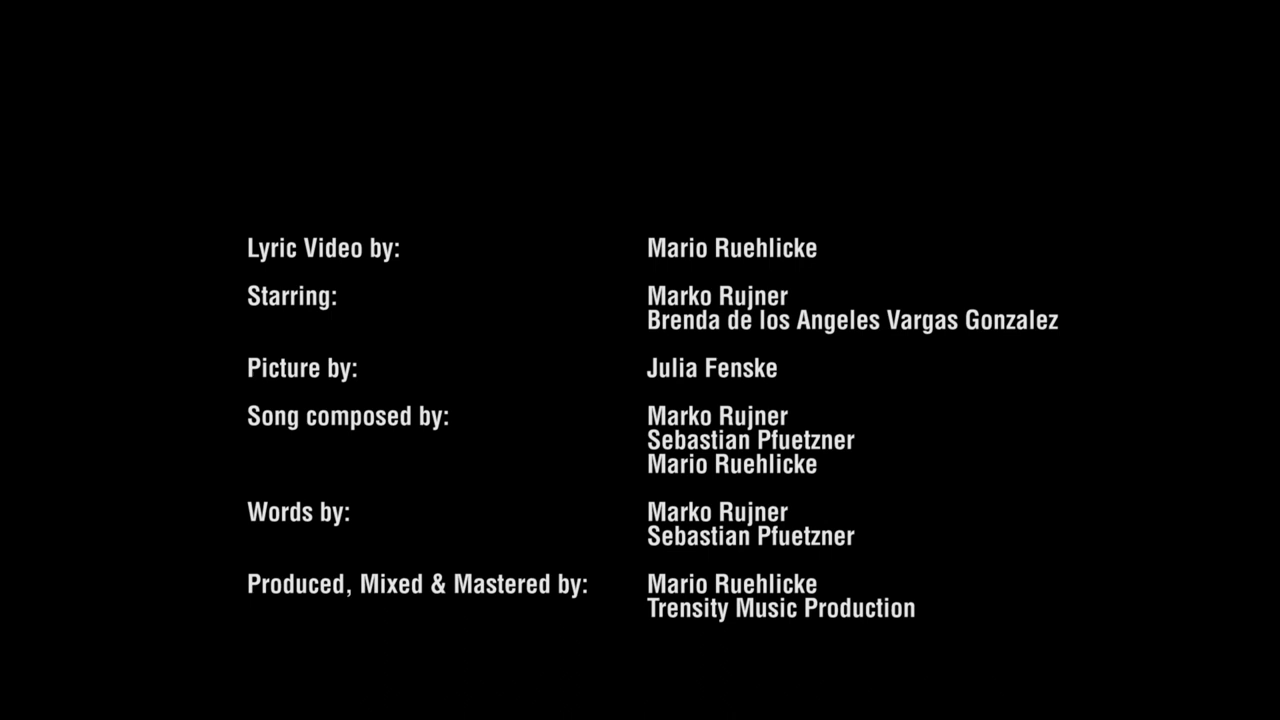 Lyric Video by: Mario Ruehlicke
Starring: Marko Rujner
Brenda de los Angeles Vargas Gonzalez
Picture by: Julia Fenske
Song composed by: Marko Rujner
Sebastian Pfuetzner
Mario Ruehlicke
Words by: Marko Rujner
Sebastian Pfuetzner
Produced, Mixed & Mastered by: Mario Ruehlicke
Trensity Music Production